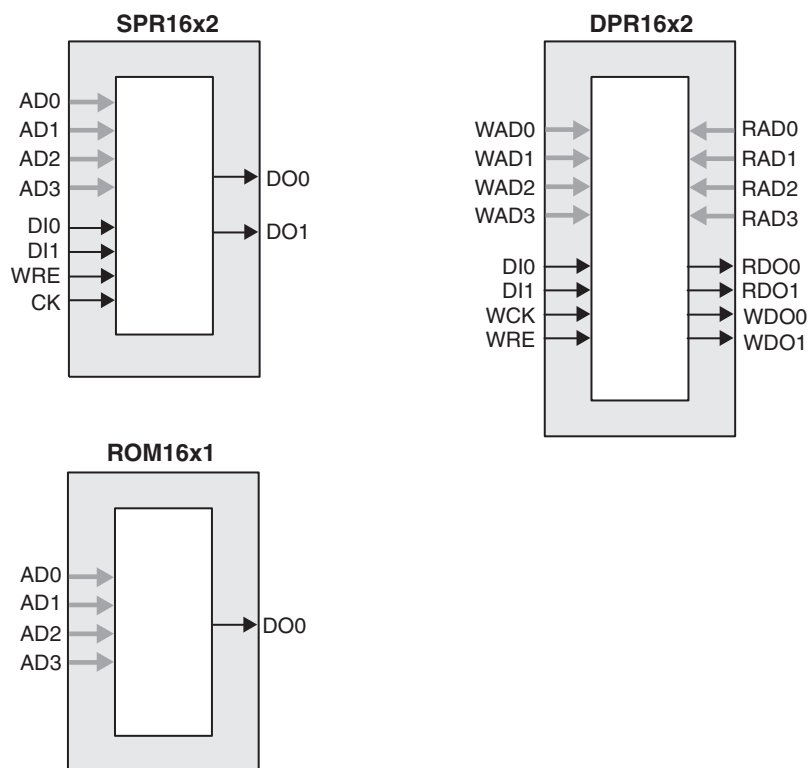 SPR16x2
AD0
AD1
AD2
AD3
DI0
DI1
WRE
CK
DO0
DO1
DPR16x2
WAD0
WAD1
WAD2
WAD3
DI0
DI1
WCK
WRE
RAD0
RAD1
RAD2
RAD3
RDO0
RDO1
WDO0
WDO1
ROM16x1
AD0
AD1
AD2
AD3
DO0